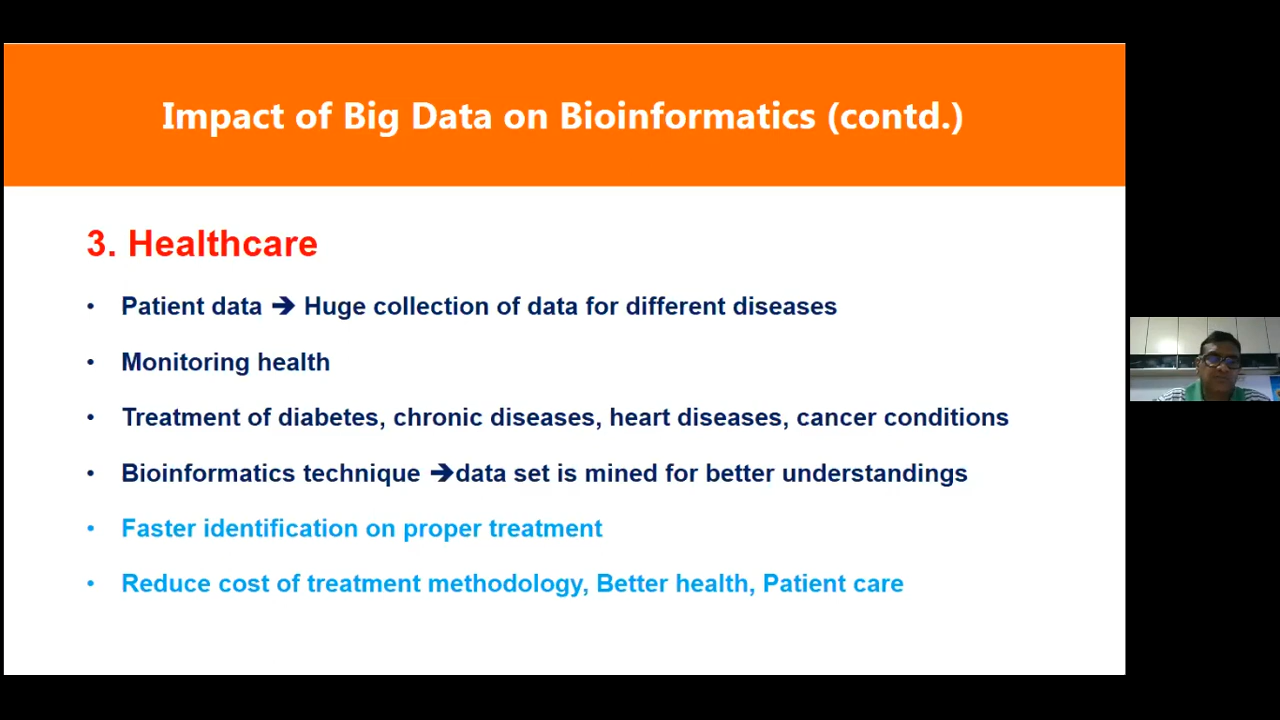 Impact of Big Data on Bioinformatics (contd.)
3. Healthcare
• Patient data ➔ Huge collection of data for different diseases
• Monitoring health
• Treatment of diabetes, chronic diseases, heart diseases, cancer conditions
• Bioinformatics technique ➔data set is mined for better understandings
• Faster identification on proper treatment
• Reduce cost of treatment methodology, Better health, Patient care